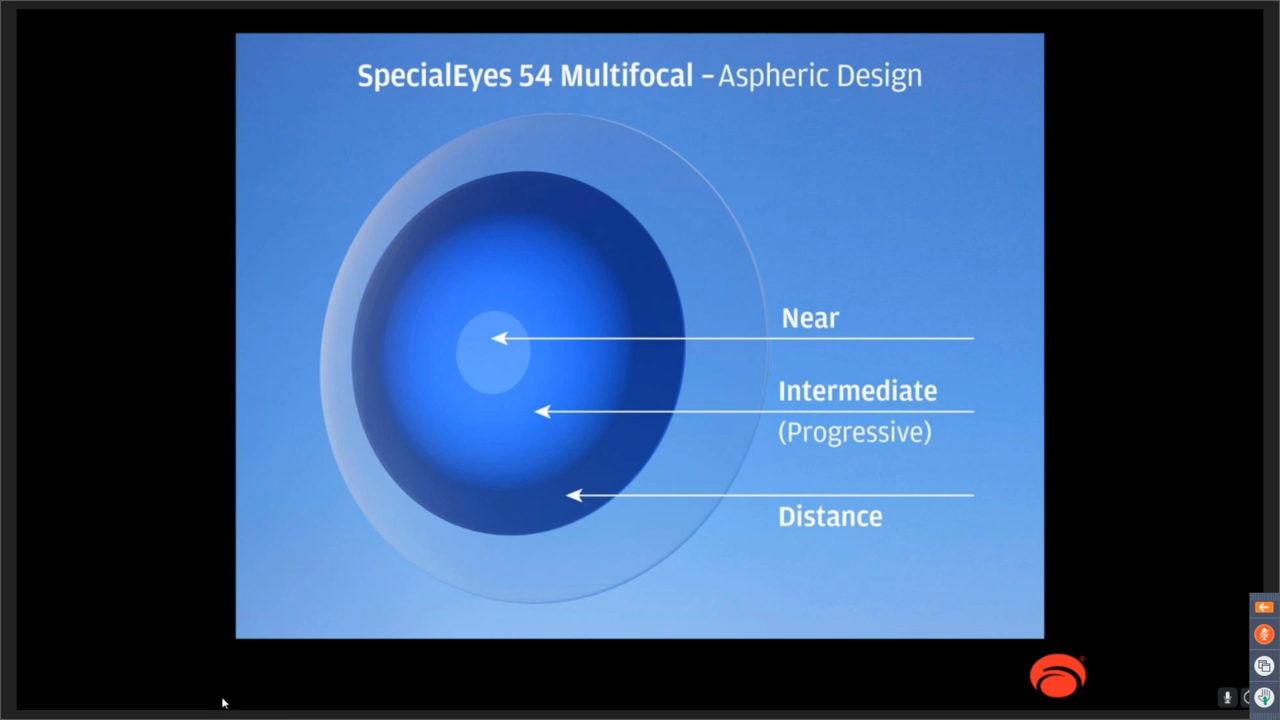 SpecialEyes 54 Multifocal – Aspheric Design
Near
Intermediate
(Progressive)
Distance